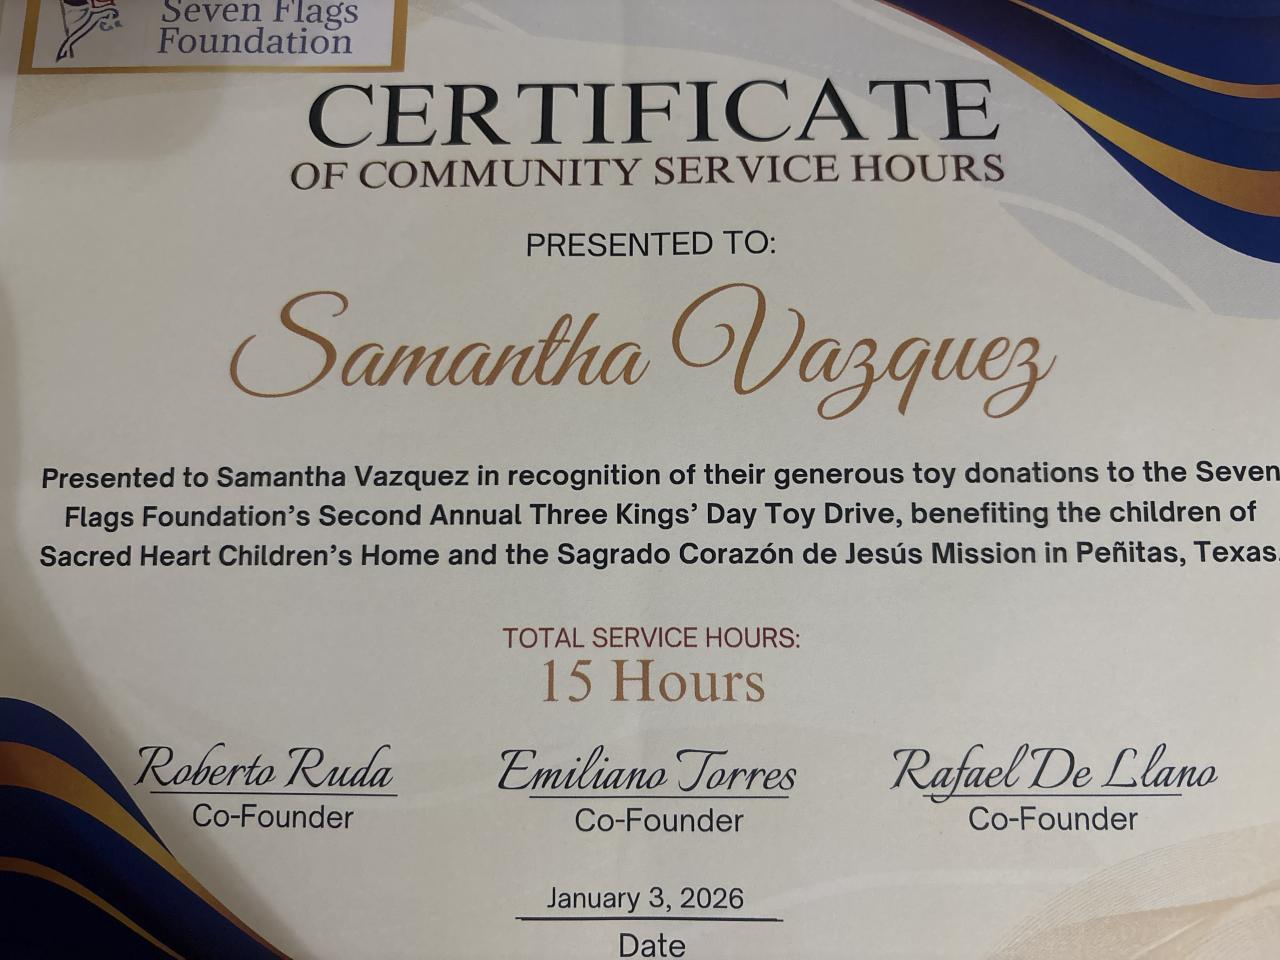 Seven Flags
Foundation
CERTIFICATE
OF COMMUNITY SERVICE HOURS
PRESENTED TO:
Samantha Vazquez
Presented to Samantha Vazquez in recognition of their generous toy donations to the Seven
Flags Foundation’s Second Annual Three Kings’ Day Toy Drive, benefiting the children of
Sacred Heart Children’s Home and the Sagrado Corazón de Jesús Mission in Peñitas, Texas.
TOTAL SERVICE HOURS:
15 Hours
Roberto Ruda Emiliano Torres Rafael De Llano
Co-Founder Co-Founder Co-Founder
January 3, 2026
Date